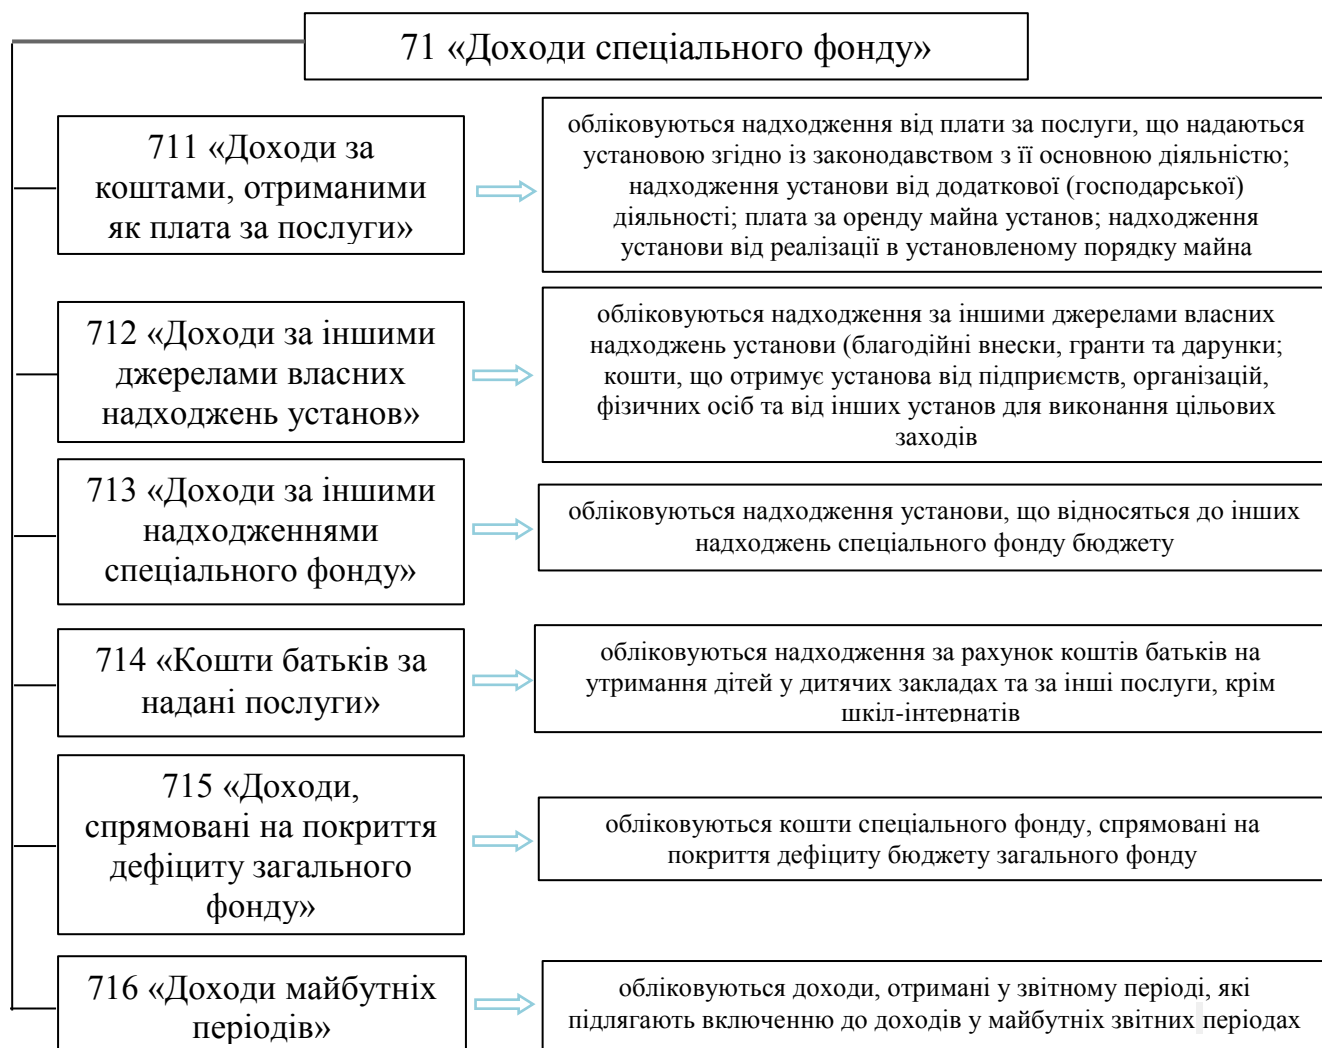 71 «Доходи спеціального фонду»
711 «Доходи за
коштами, отриманими
як плата за послуги»
обліковуються надходження від плати за послуги, що надаються
установою згідно із законодавством з її основною діяльністю;
надходження установи від додаткової (господарської)
діяльності; плата за оренду майна установ; надходження
установи від реалізації в установленому порядку майна
712 «Доходи за іншими
джерелами власних
надходжень установ»
обліковуються надходження за іншими джерелами власних
надходжень установи (благодійні внески, гранти та дарунки;
кошти, що отримує установа від підприємств, організацій,
фізичних осіб та від інших установ для виконання цільових
заходів
713 «Доходи за іншими
надходженнями
спеціального фонду»
обліковуються надходження установи, що відносяться до інших
надходжень спеціального фонду бюджету
714 «Кошти батьків за
надані послуги»
обліковуються надходження за рахунок коштів батьків на
утримання дітей у дитячих закладах та за інші послуги, крім
шкіл-інтернатів
715 «Доходи,
спрямовані на покриття
дефіциту загального
фонду»
обліковуються кошти спеціального фонду, спрямовані на
покриття дефіциту бюджету загального фонду
716 «Доходи майбутніх
періодів»
обліковуються доходи, отримані у звітному періоді, які
підлягають включенню до доходів у майбутніх звітних періодах